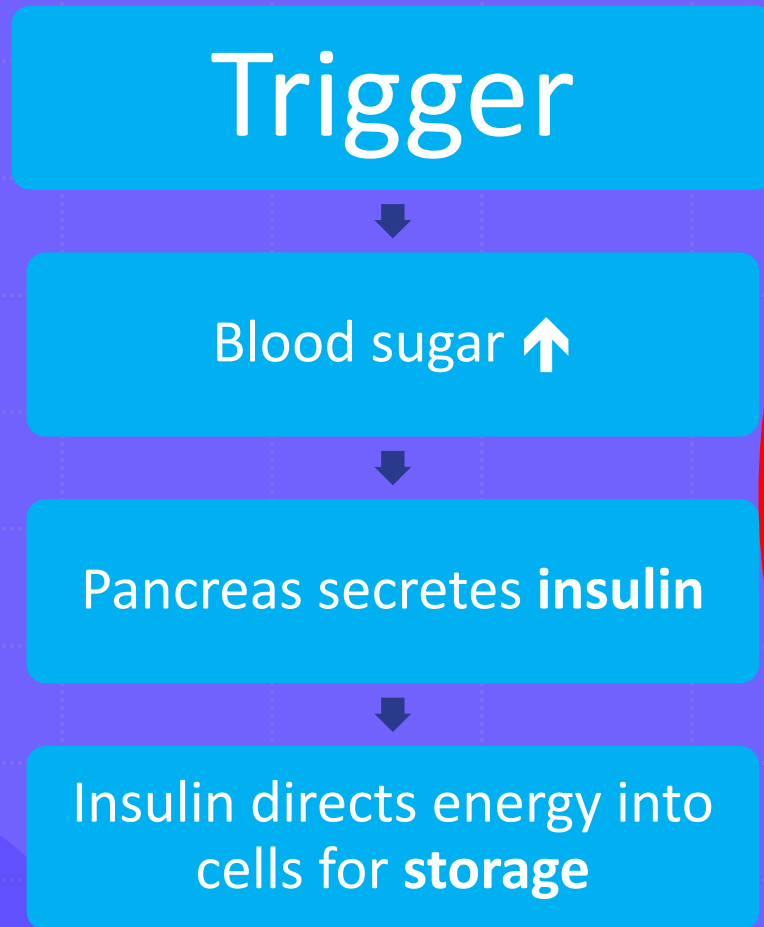 Trigger
Blood sugar ↑
Pancreas secretes insulin
Insulin directs energy into
cells for storage